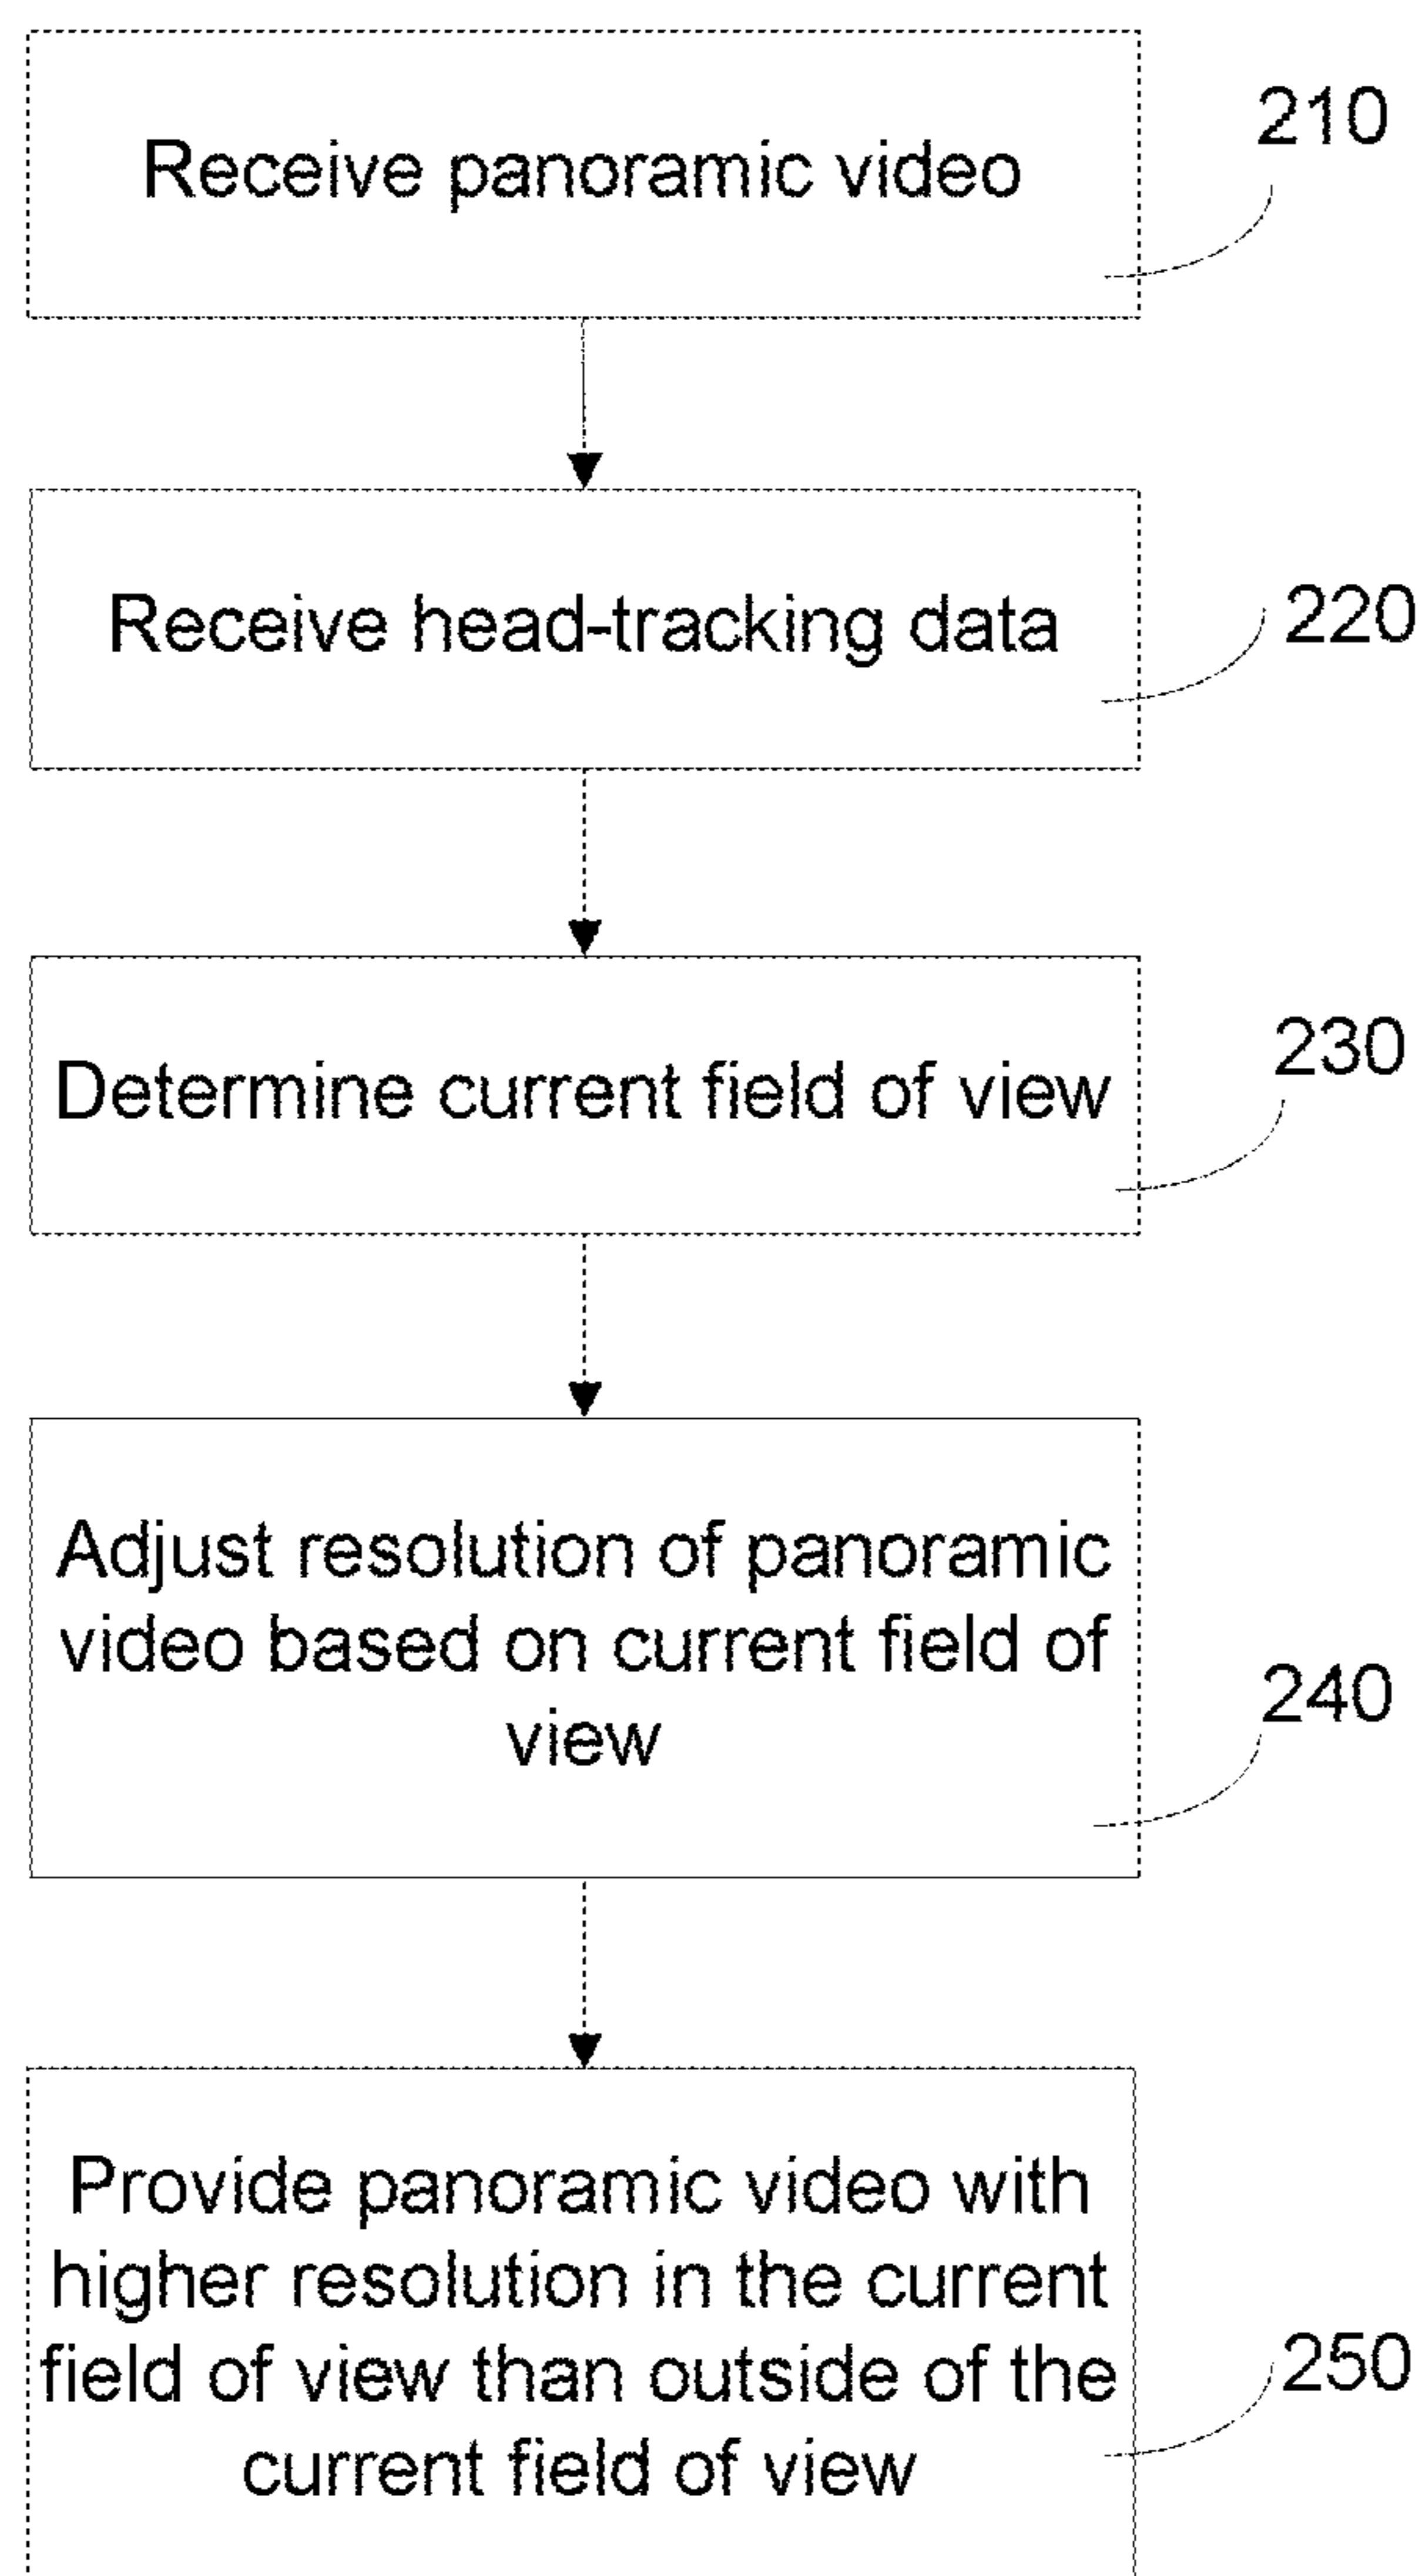 Receive panoramic video
210
Receive head-tracking data
220
Determine current field of view
230
Adjust resolution of panoramic
video based on current field of
view
240
Provide panoramic video with
higher resolution in the current
field of view than outside of the
current field of view
250